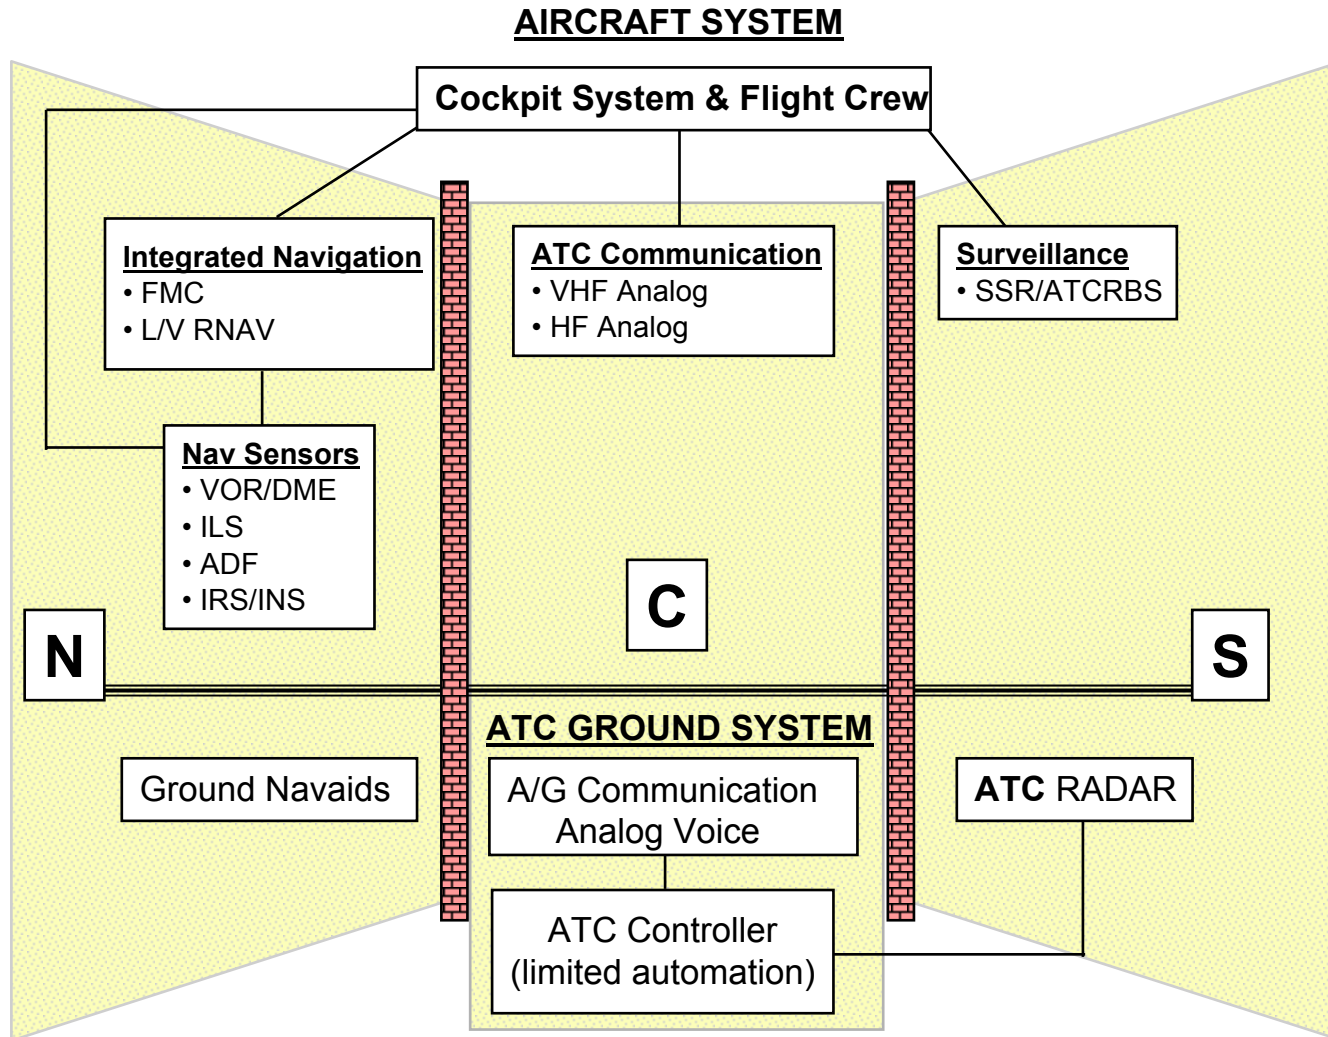 AIRCRAFT SYSTEM
Cockpit System & Flight Crew
Integrated Navigation
• FMC
• L/V RNAV
ATC Communication
• VHF Analog
• HF Analog
Surveillance
• SSR/ATCRBS
Nav Sensors
• VOR/DME
• ILS
• ADF
• IRS/INS
N
C
S
ATC GROUND SYSTEM
Ground Navaids
A/G Communication
Analog Voice
ATC RADAR
ATC Controller
(limited automation)